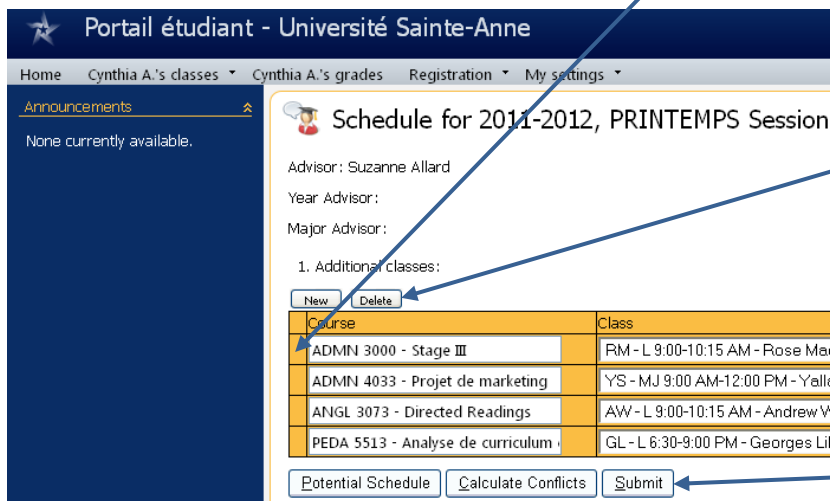 Portail étudiant - Université Sainte-Anne
Home Cynthia A.'s classes Cynthia A.'s grades Registration My settings
Announcements
None currently available.
Schedule for 2011-2012, PRINTEMPS Session
Advisor: Suzanne Allard
Year Advisor:
Major Advisor:
1. Additional classes:
New Delete
Course Class
ADMN 3000 - Stage III RM - L 9:00-10:15 AM - Rose
ADMN 4033 - Projet de marketing YS - MJ 9:00 AM-12:00 PM -
ANGL 3073 - Directed Readings AW - L 9:00-10:15 AM - Andrew
PEDA 5513 - Analyse de curriculum GL - L 6:30-9:00 PM - Georges
Potential Schedule Calculate Conflicts Submit